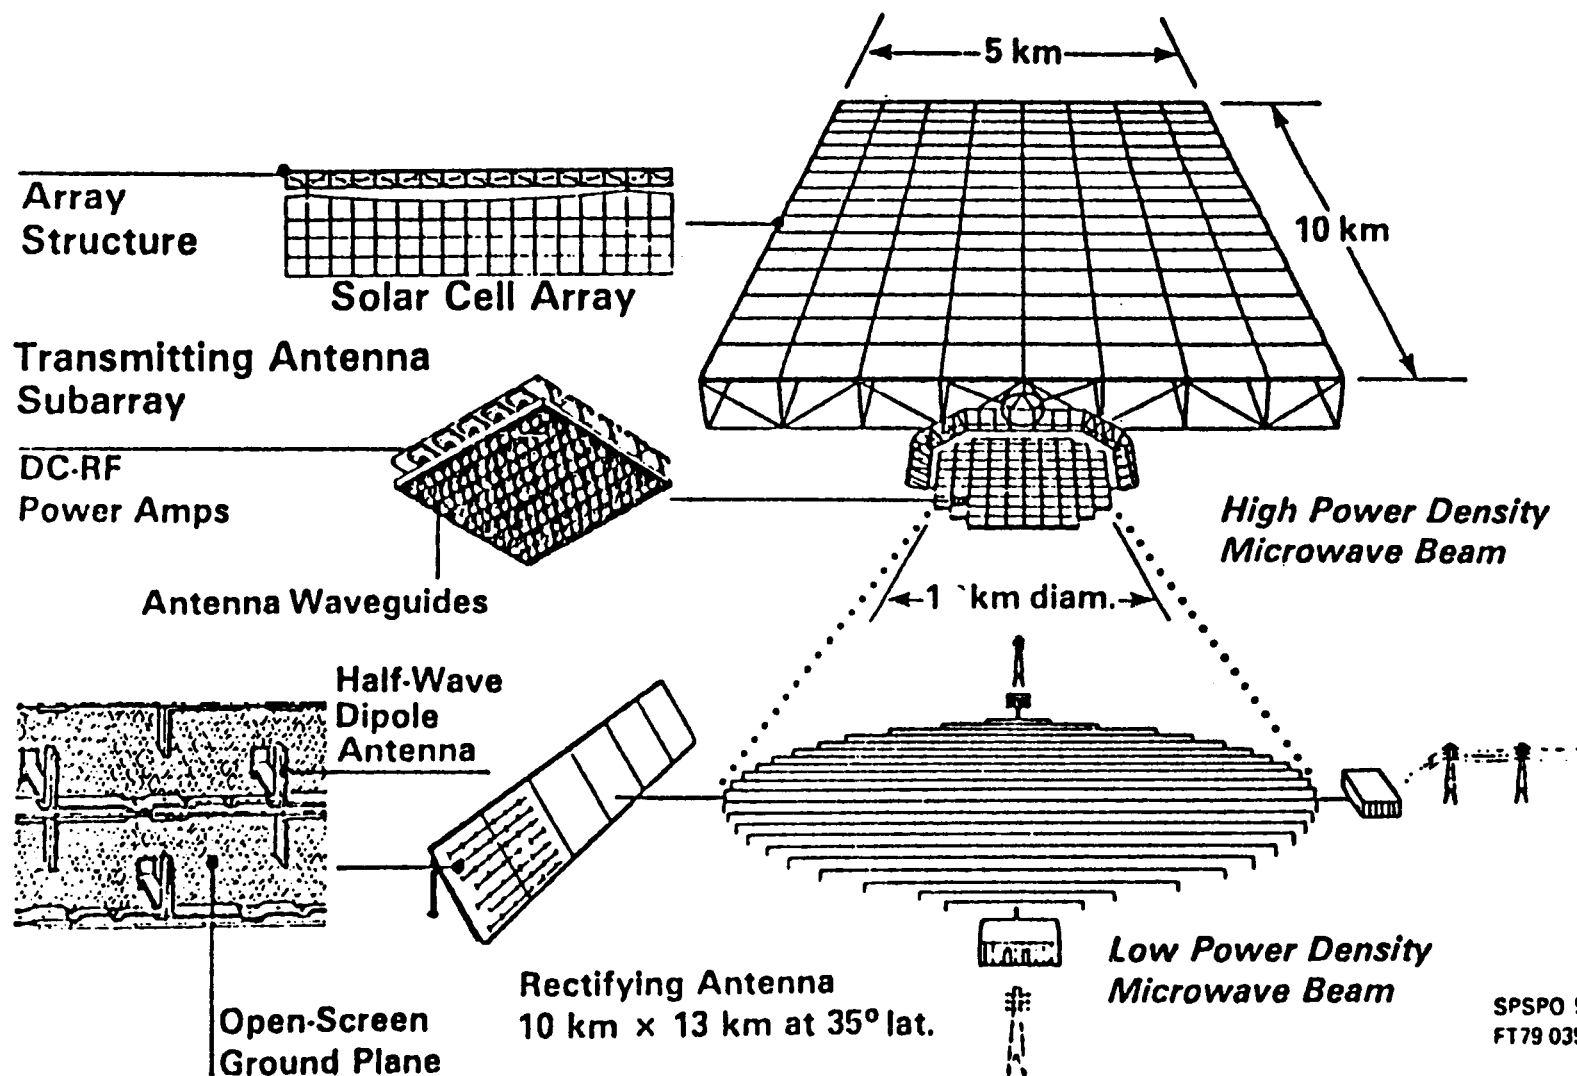 5 km
10 km
Array
Structure
Solar Cell Array
Transmitting Antenna
Subarray
DC-RF
Power Amps
Antenna Waveguides
High Power Density
Microwave Beam
1 km diam.
Half-Wave
Dipole
Antenna
Rectifying Antenna
10 km × 13 km at 35° lat.
Open-Screen
Ground Plane
Low Power Density
Microwave Beam
SPSPO
FT79